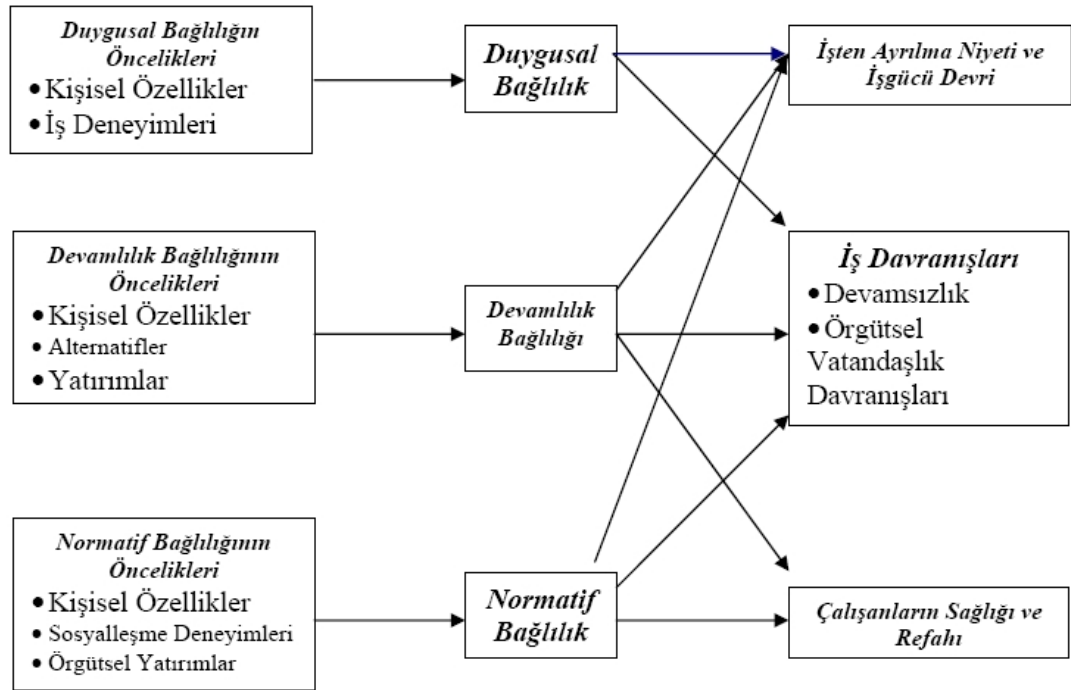 Duygusal Bağlılığın
Öncelikleri
• Kişisel Özellikler
• İş Deneyimleri
Duygusal
Bağlılık
İşten Ayrılma Niyeti ve
İşgücü Devri
Devamlılık Bağlılığının
Öncelikleri
• Kişisel Özellikler
• Alternatifler
• Yatırımlar
Devamlılık
Bağlılığı
İş Davranışları
• Devamsızlık
• Örgütsel
Vatandaşlık
Davranışları
Normatif Bağlılığının
Öncelikleri
• Kişisel Özellikler
• Sosyalleşme Deneyimleri
• Örgütsel Yatırımlar
Normatif
Bağlılık
Çalışanların Sağlığı ve
Refahı